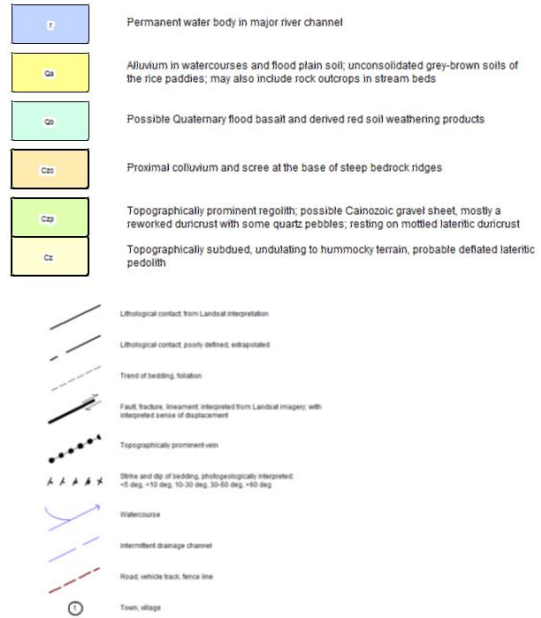 7
Permanent water body in major river channel
Qa
Alluvium in watercourses and flood plain soil; unconsolidated grey-brown soils of
the rice paddies; may also include rock outcrops in stream beds
Qb
Possible Quaternary flood basalt and derived red soil weathering products
Czc
Proximal colluvium and scree at the base of steep bedrock ridges
Czp
Topographically prominent regolith; possible Cainozoic gravel sheet, mostly a
reworked duricrust with some quartz pebbles; resting on mottled lateritic duricrust
Cz
Topographically subdued, undulating to hummocky terrain, probable deflated lateritic
pedolith
Lithological contact, from Landsat interpretation
Lithological contact, poorly defined, extrapolated
Trend of bedding, foliation
Fault, fracture, lineament, interpreted from Landsat imagery; with
interpreted sense of displacement
Topographically prominent vein
Strike and dip of bedding, photogeologically interpreted;
<5 deg, <10 deg, 10-30 deg, 30-60 deg, >60 deg
Watercourse
Intermittent drainage channel
Road, vehicle track, fence line
Town, village